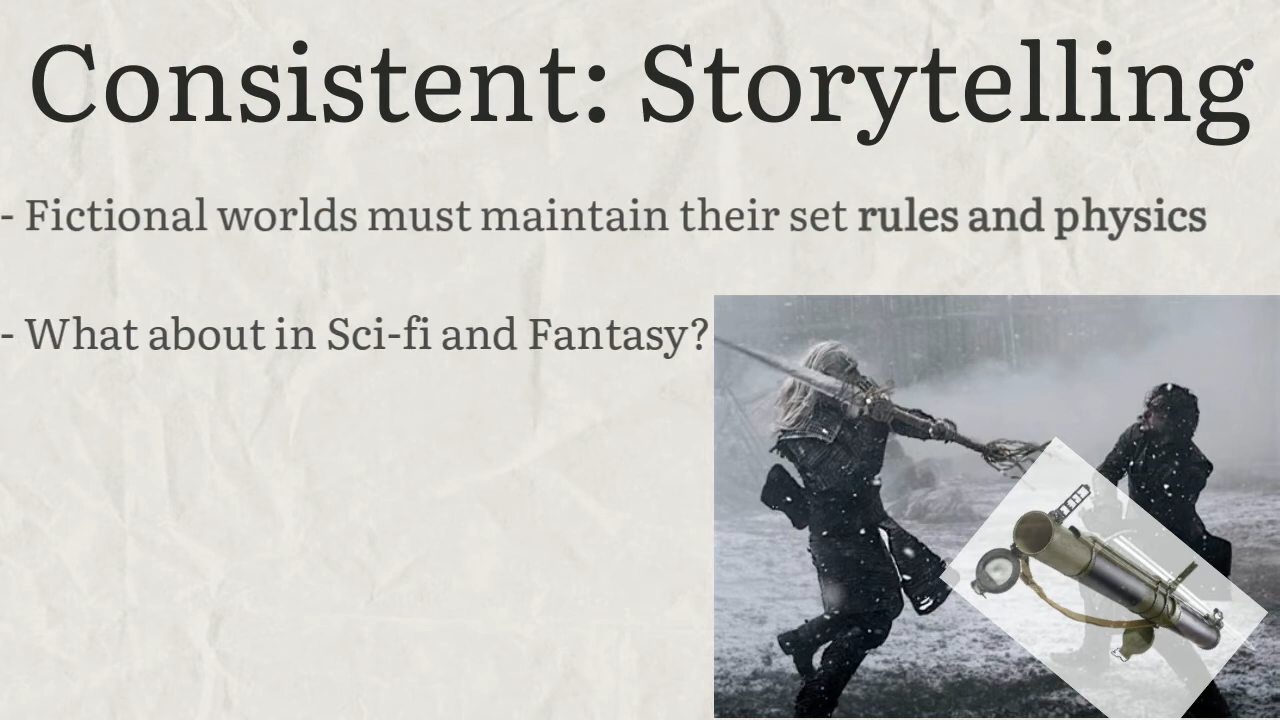 Consistent: Storytelling
- Fictional worlds must maintain their set rules and physics
- What about in Sci-fi and Fantasy?